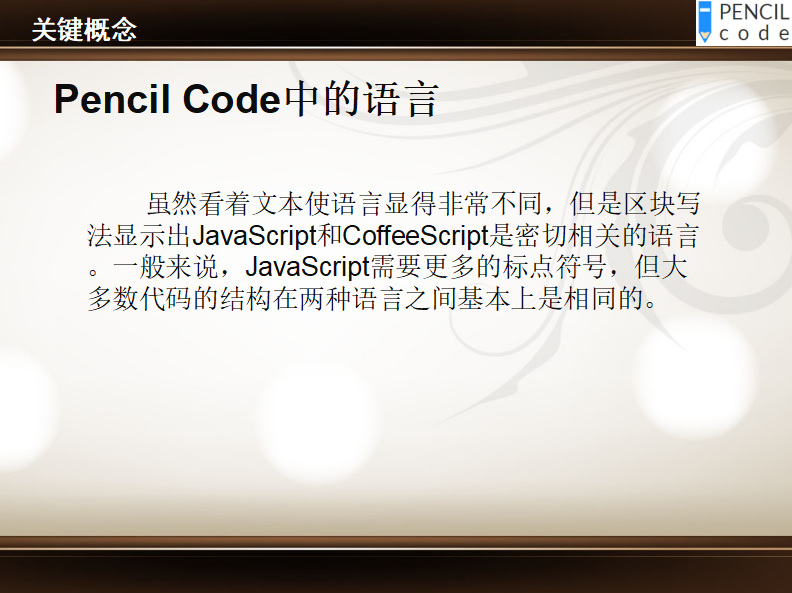 关键概念
PENCIL
code
Pencil Code中的语言
虽然看着文本使语言显得非常不同，但是区块写
法显示出JavaScript和CoffeeScript是密切相关的语言
。一般来说，JavaScript需要更多的标点符号，但大
多数代码的结构在两种语言之间基本上是相同的。